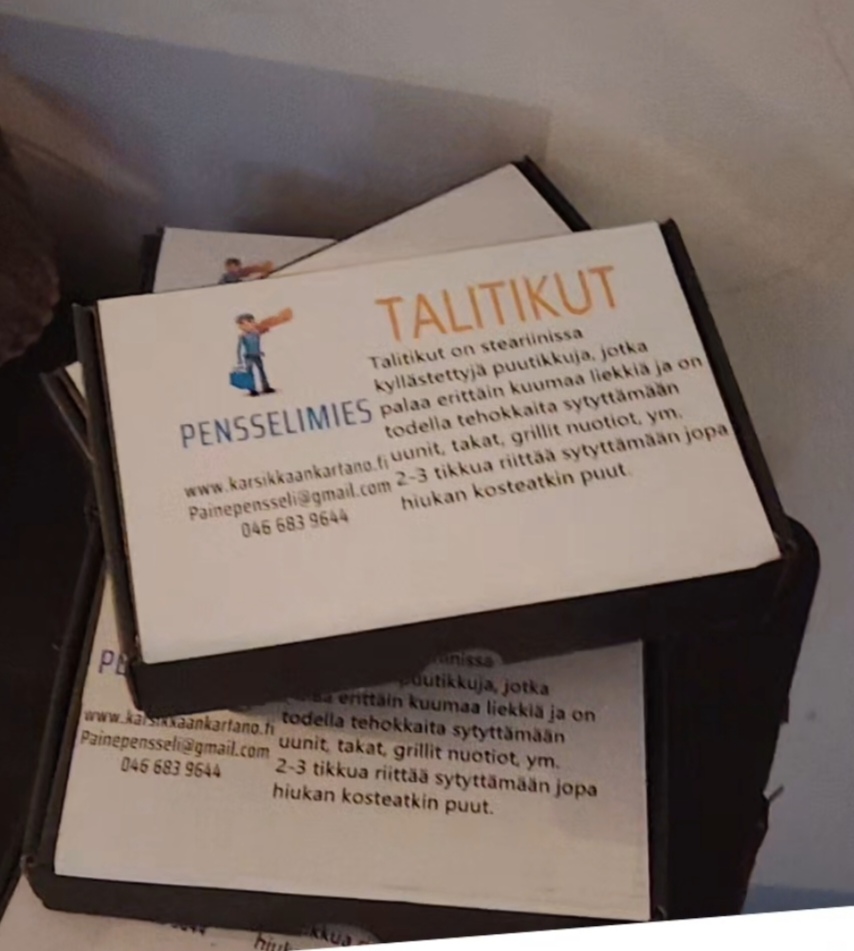 TALITIKUT
Talitikut on steariinissa
kyllästettyjä puutikkuja, jotka
palaa erittäin kuumaa liekkiä ja on
todella tehokkaita sytyttämään
uunit, takat, grillit nuotiot, ym.
2-3 tikkua riittää sytyttämään jopa
hiukan kosteatkin puut.
PENSSELIMIES
www.karsikkaankartano.fi
Painepensseli@gmail.com
046 683 9644
puutikkuja, jotka
erittäin kuumaa liekkiä ja on
todella tehokkaita sytyttämään
uunit, takat, grillit nuotiot, ym.
2-3 tikkua riittää sytyttämään jopa
hiukan kosteatkin puut.
www.karsikkaankartano.fi
Painepensseli@gmail.com
046 683 9644